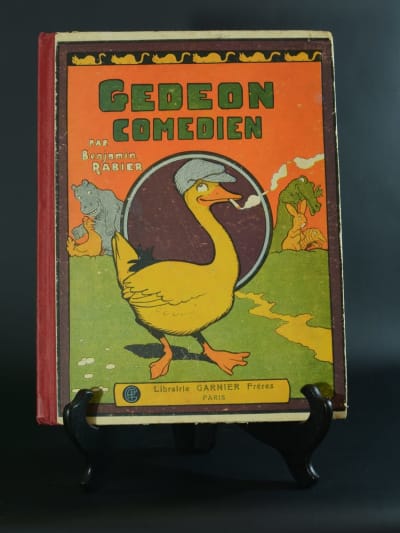 GEDEON
COMEDIEN
PAR
Benjamin
RABIER
Librairie GARNIER Frères
PARIS